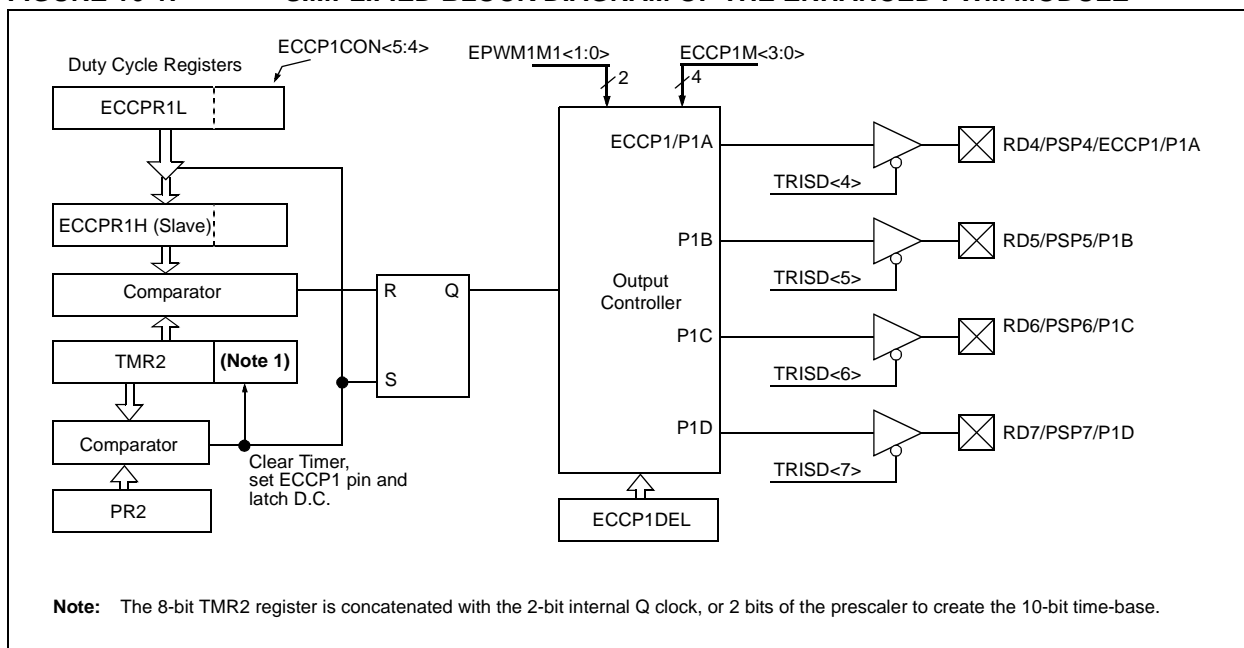 ECCP1CON<5:4>
Duty Cycle Registers
ECCPR1L
ECCPR1H (Slave)
Comparator
TMR2
(Note 1)
Comparator
PR2
Clear Timer,
set ECCP1 pin and
latch D.C.
R
Q
S
EPWM1M1<1:0>
2
ECCP1M<3:0>
4
Output
Controller
ECCP1/P1A
P1B
P1C
P1D
ECCP1DEL
TRISD<4>
RD4/PSP4/ECCP1/P1A
TRISD<5>
RD5/PSP5/P1B
TRISD<6>
RD6/PSP6/P1C
TRISD<7>
RD7/PSP7/P1D
Note: The 8-bit TMR2 register is concatenated with the 2-bit internal Q clock, or 2 bits of the prescaler to create the 10-bit time-base.